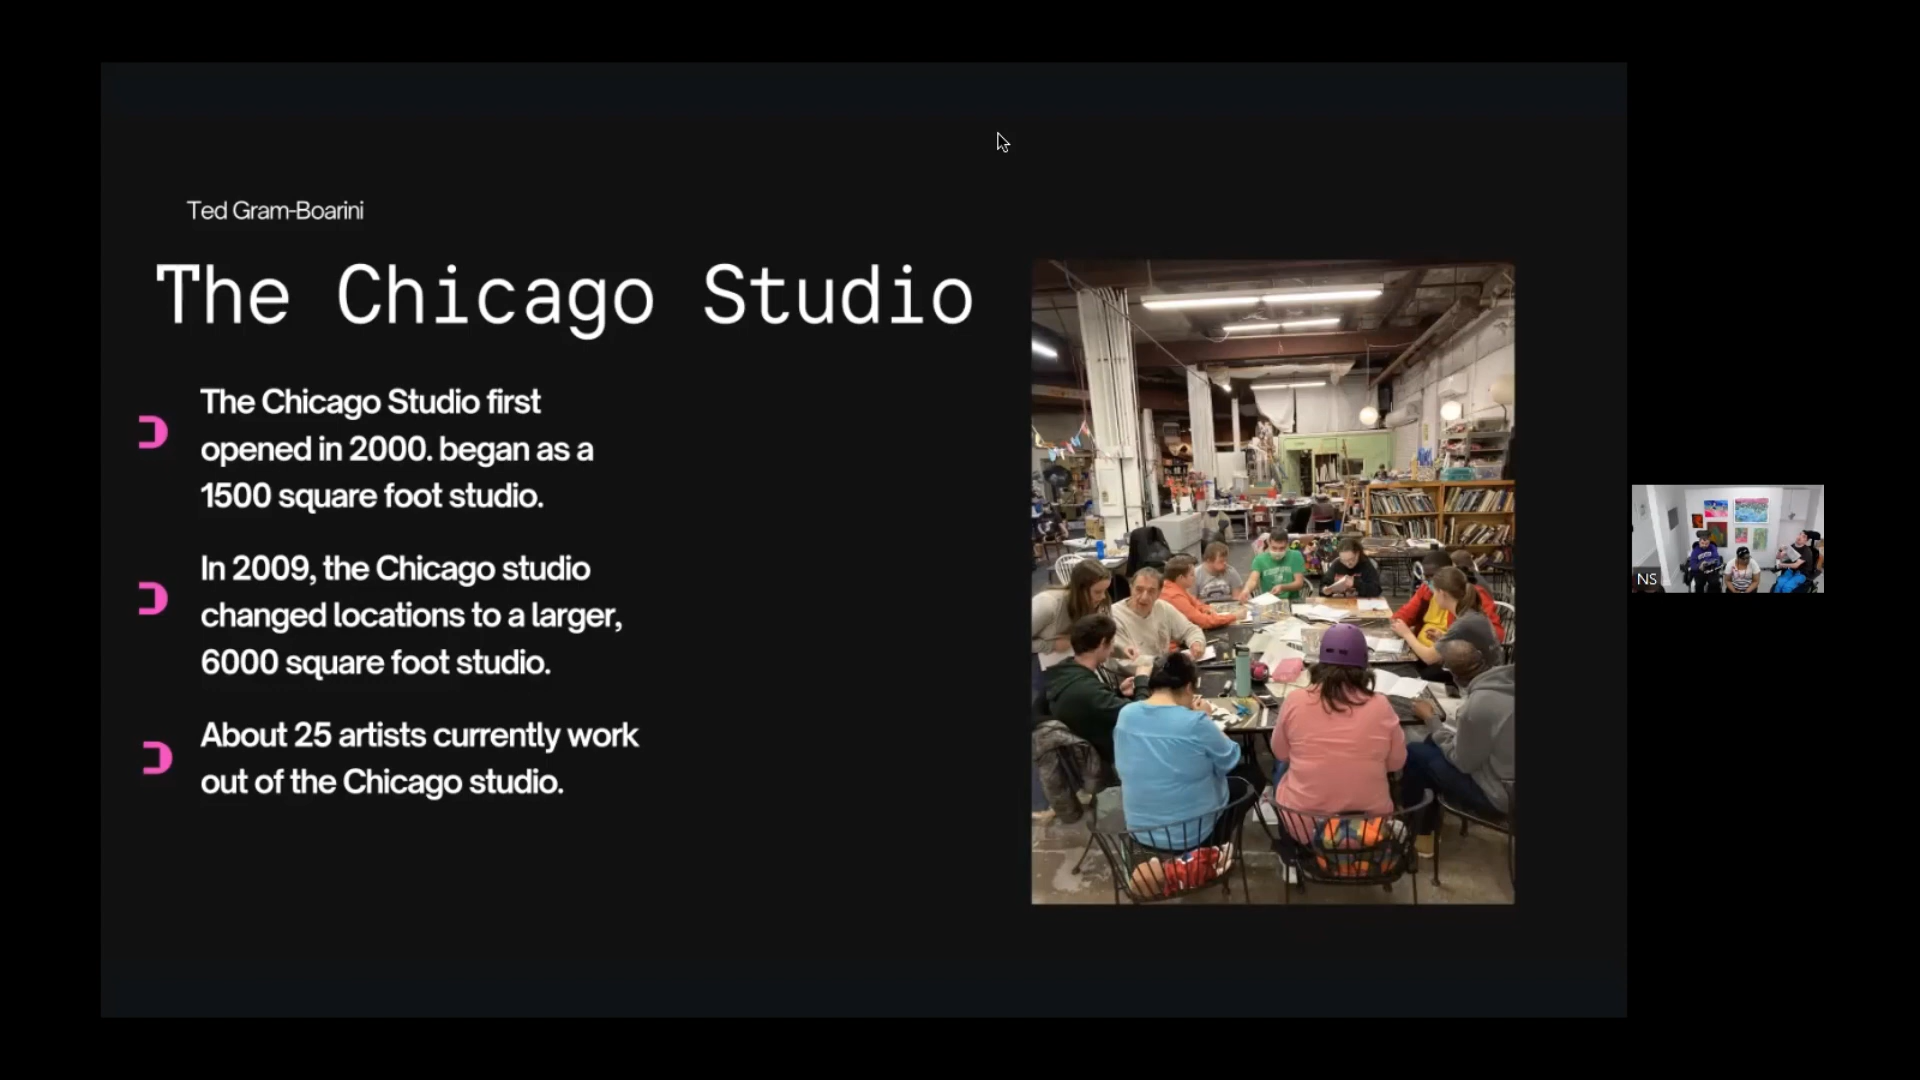 Ted Gram-Boarini
The Chicago Studio
The Chicago Studio first
opened in 2000. began as a
1500 square foot studio.
In 2009, the Chicago studio
changed locations to a larger,
6000 square foot studio.
About 25 artists currently work
out of the Chicago studio.
NS